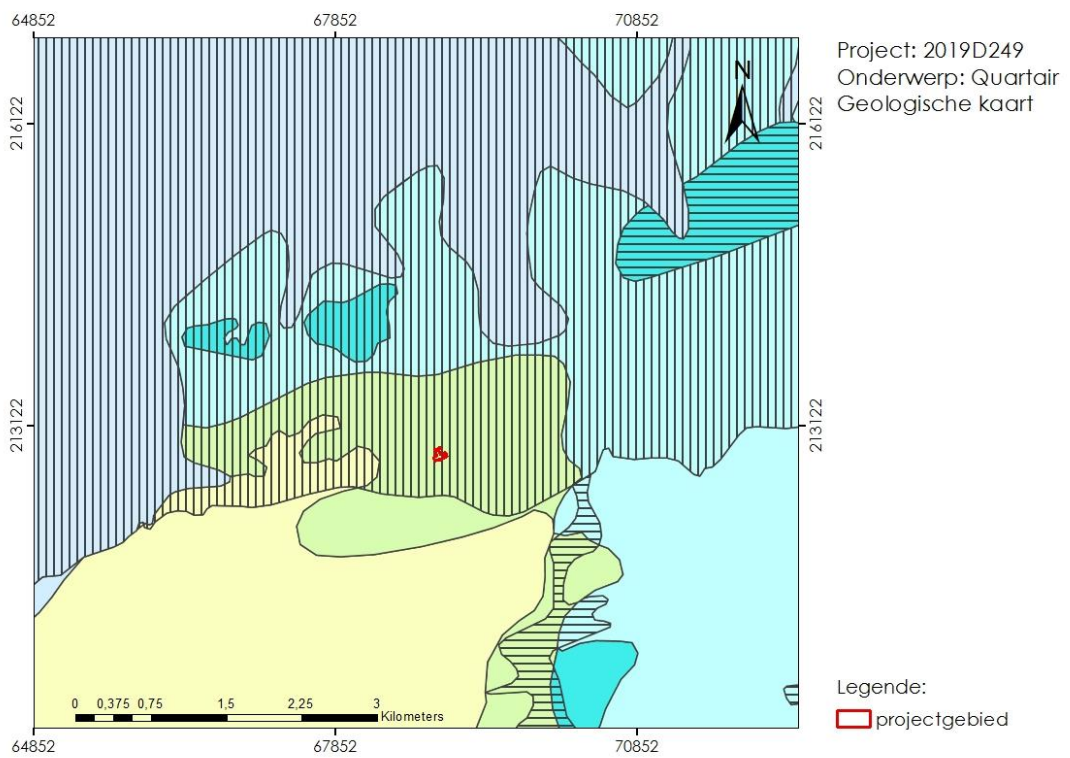 64852 67852 70852
Project: 2019D249
Onderwerp: Quartair
Geologische kaart
N
216122 216122
213122 213122
0 0,375 0,75 1,5 2,25 3
Kilometers
Legende:
projectgebied
64852 67852 70852